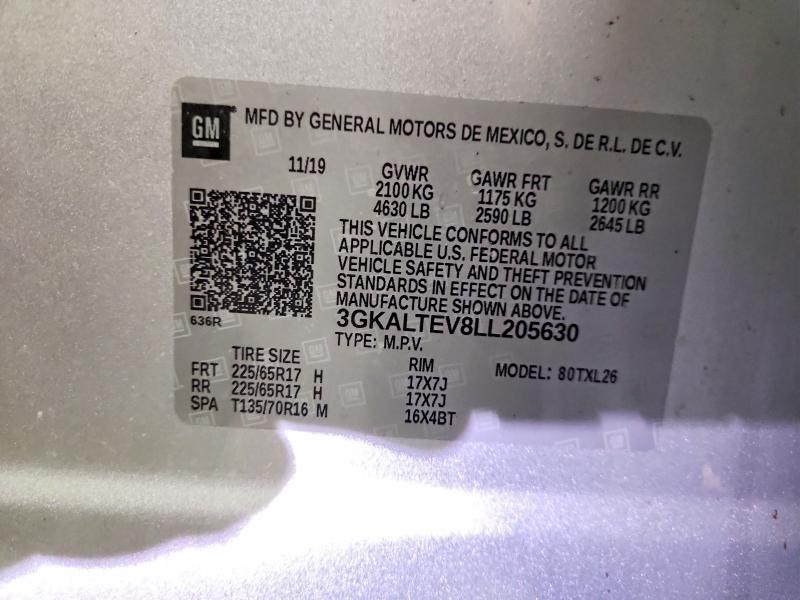 GM
MFD BY GENERAL MOTORS DE MEXICO, S. DE R.L. DE C.V.
11/19 GVWR GAWR FRT GAWR RR
2100 KG 1175 KG 1200 KG
4630 LB 2590 LB 2645 LB
THIS VEHICLE CONFORMS TO ALL
APPLICABLE U.S. FEDERAL MOTOR
VEHICLE SAFETY AND THEFT PREVENTION
STANDARDS IN EFFECT ON THE DATE OF
MANUFACTURE SHOWN ABOVE.
636R
3GKALTEV8LL205630
TYPE: M.P.V.
TIRE SIZE RIM MODEL: 80TXL26
FRT 225/65R17 H 17X7J
RR 225/65R17 H 17X7J
SPA T135/70R16 M 16X4BT